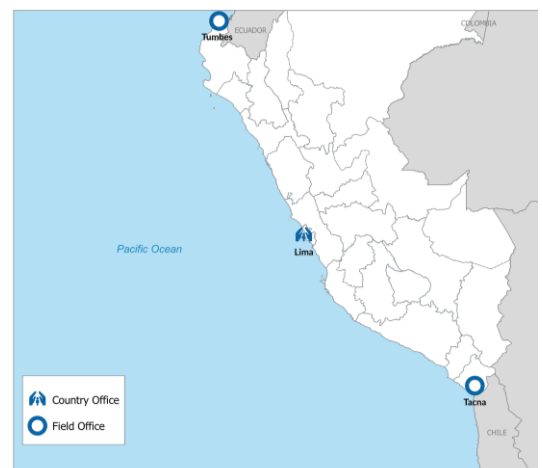 COLOMBIA
ECUADOR
Tumbes
Pacific Ocean
Lima
Country Office
Field Office
Tacna
CHILE